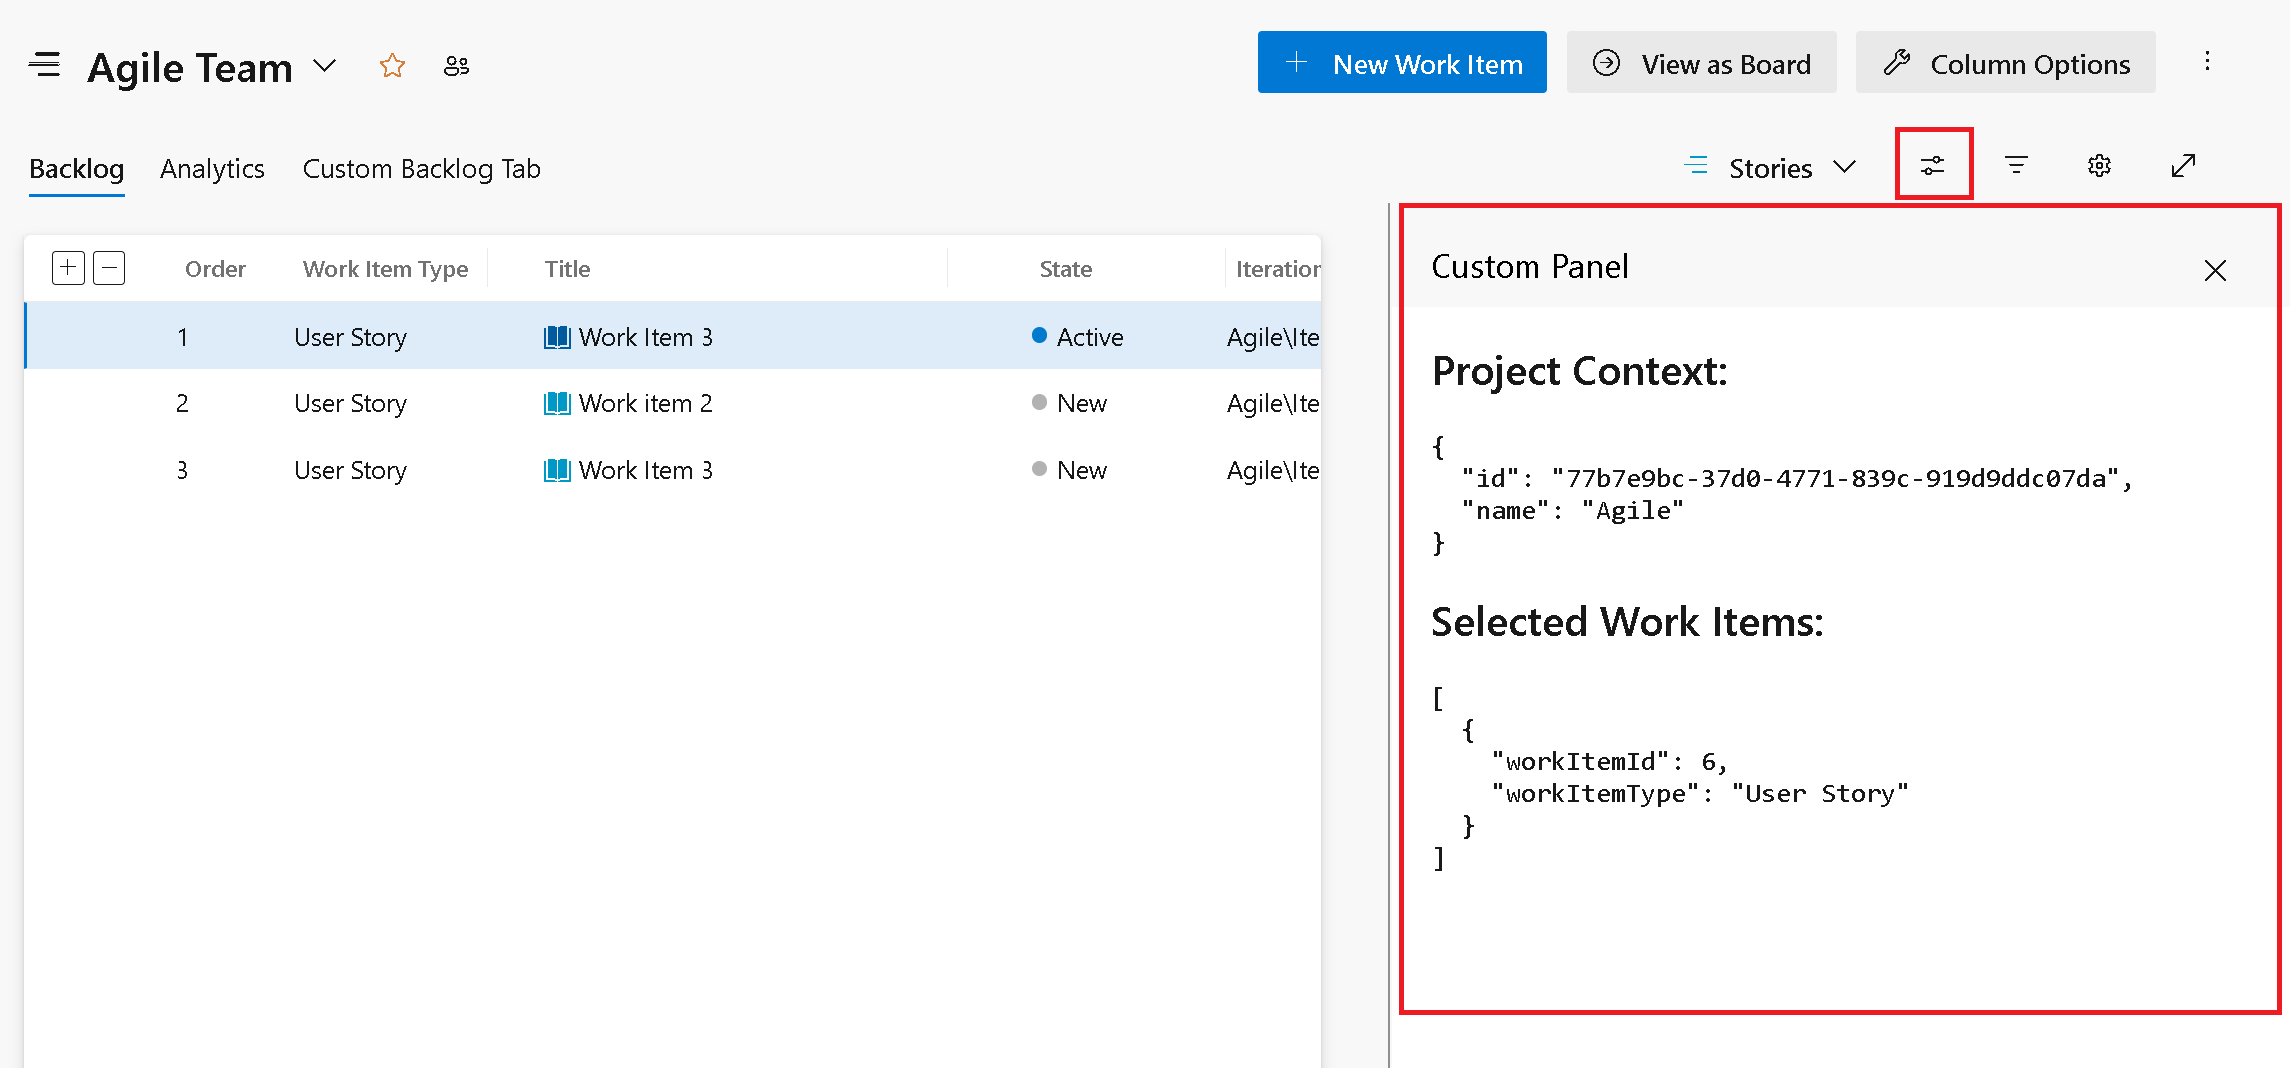 Agile Team
New Work Item
View as Board
Column Options
Backlog
Analytics
Custom Backlog Tab
Stories
Order
Work Item Type
Title
State
Iteration
1 User Story Work Item 3 Active Agile\Ite
2 User Story Work item 2 New Agile\Ite
3 User Story Work Item 3 New Agile\Ite
Custom Panel
Project Context:
{
"id": "77b7e9bc-37d0-4771-839c-919d9ddc07da",
"name": "Agile"
}
Selected Work Items:
[
{
"workItemId": 6,
"workItemType": "User Story"
}
]